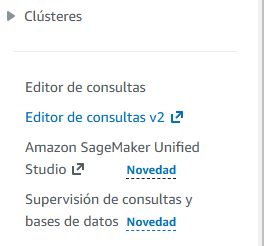 Clústeres
Editor de consultas
Editor de consultas v2
Amazon SageMaker Unified
Studio Novedad
Supervisión de consultas y
bases de datos Novedad